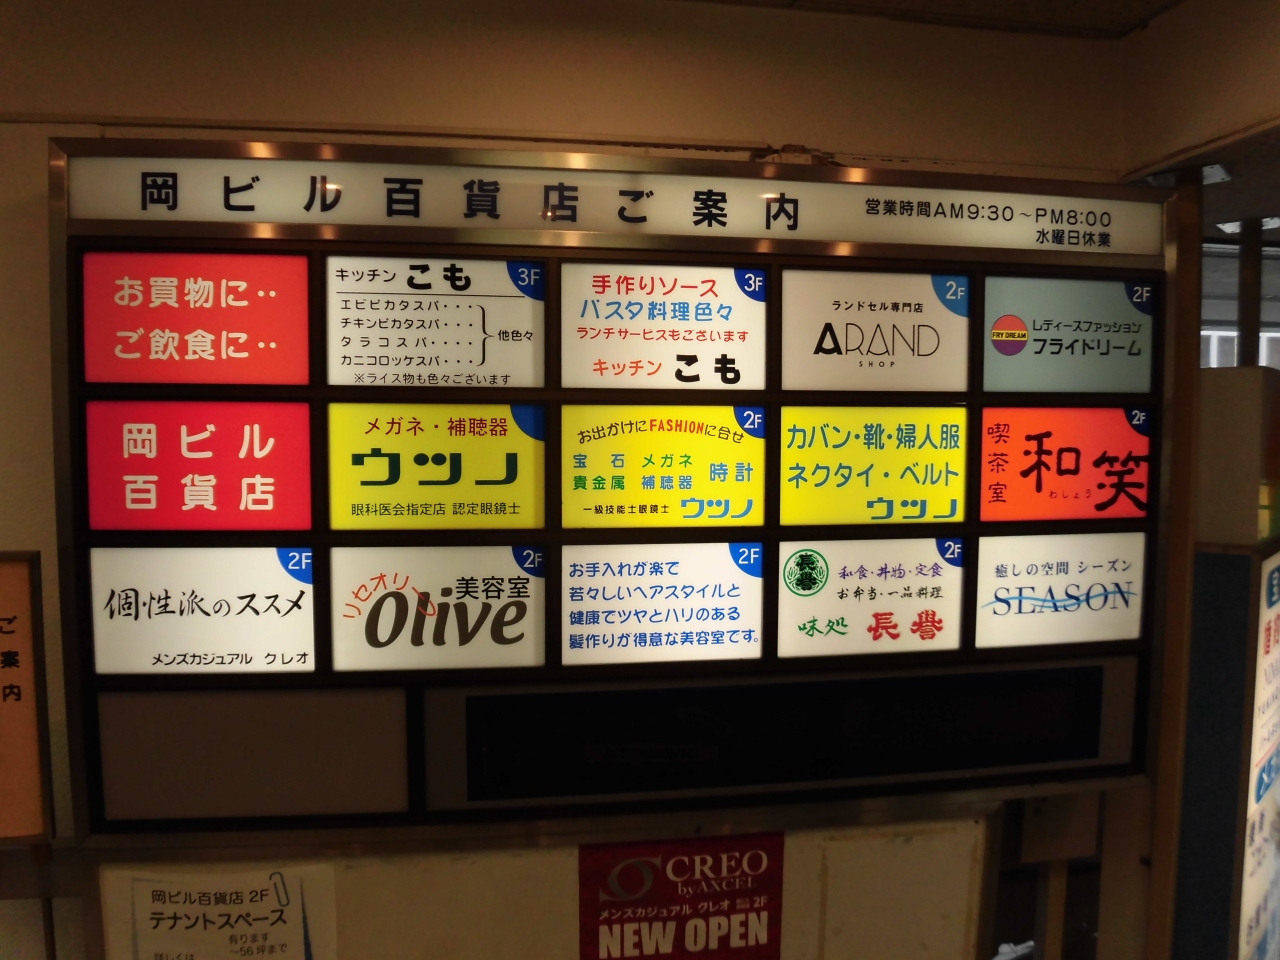 岡ビル百貨店ご案内
営業時間AM9:30～PM8:00
水曜日休業
お買物に‥
ご飲食に‥
キッチン こも 3F
エビピカタスパ・・・
チキンピカタスパ・・・
タラコスパ・・・・
カニコロッケスパ・・・
他色々
※ライス物も色々ございます
手作りソース 3F
パスタ料理色々
ランチサービスもございます
キッチン こも
2F
ランドセル専門店
ARAND
SHOP
2F
FRY DREAM
レディースファッション
フライドリーム
岡ビル
百貨店
メガネ・補聴器
ウツノ
眼科医会指定店 認定眼鏡士
2F
お出かけにFASHIONに合せ
宝石 メガネ
貴金属 補聴器
時計
一級技能士眼鏡士 ウツノ
カバン・靴・婦人服
ネクタイ・ベルト
ウツノ
2F
喫茶室
和笑
わしょう
2F
個性派のススメ
メンズカジュアル クレオ
2F
リセオリーヴ
美容室
Olive
2F
お手入れが楽で
若々しいヘアスタイルと
健康でツヤとハリのある
髪作りが得意な美容室です。
2F
長誉
和食・丼物・定食
お弁当・一品料理
味処 長誉
癒しの空間 シーズン
SEASON
ご案内
岡ビル百貨店 2F
テナントスペース
有ります
～56坪まで
詳しくは
CREO
by AXCEL
メンズカジュアル クレオ 2F
NEW OPEN